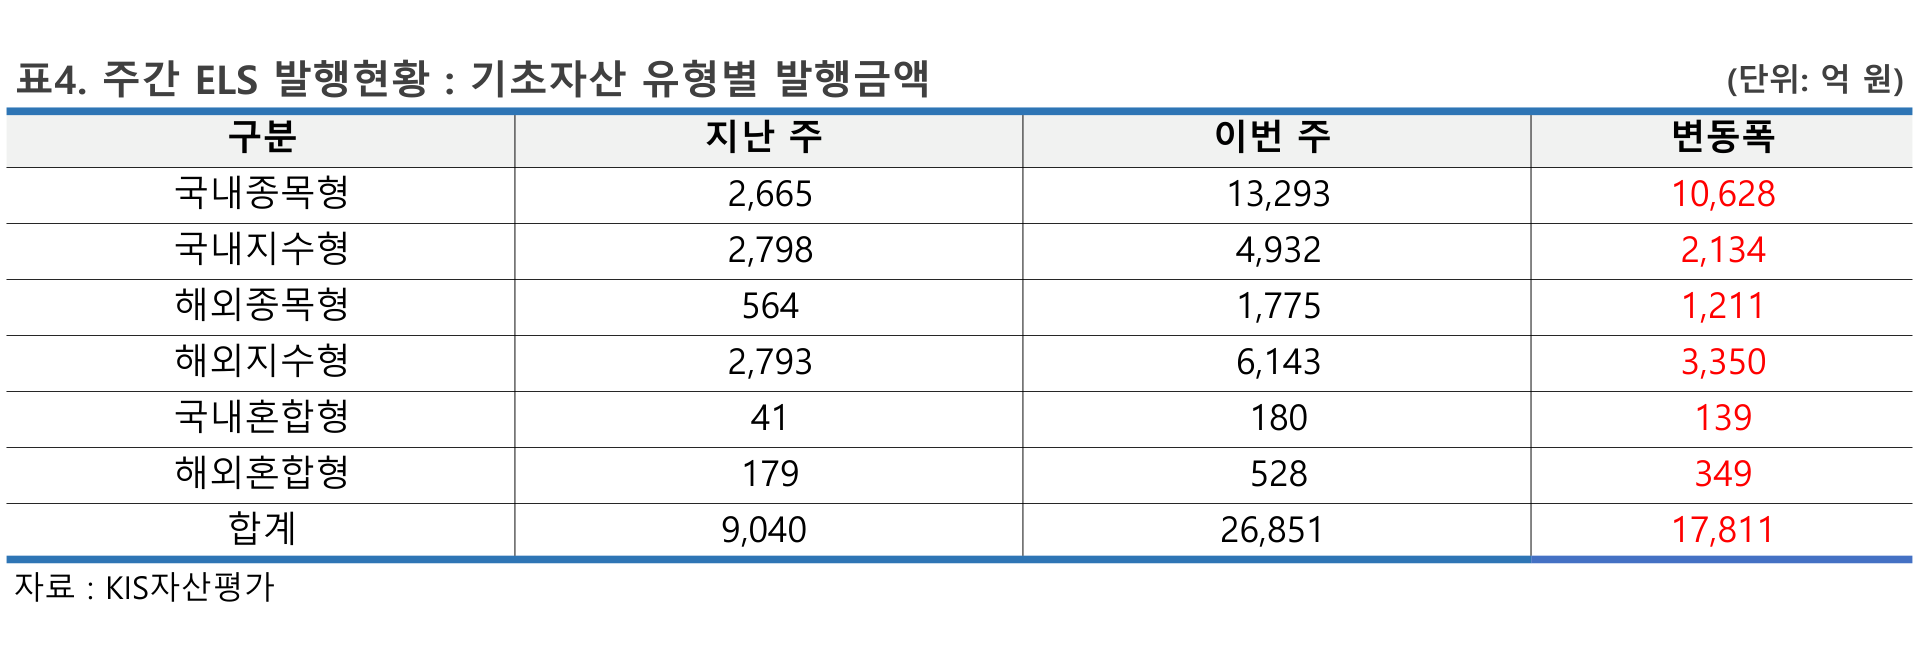 표4. 주간 ELS 발행현황 : 기초자산 유형별 발행금액 (단위: 억 원)
구분 지난 주 이번 주 변동폭
국내종목형 2,665 13,293 10,628
국내지수형 2,798 4,932 2,134
해외종목형 564 1,775 1,211
해외지수형 2,793 6,143 3,350
국내혼합형 41 180 139
해외혼합형 179 528 349
합계 9,040 26,851 17,811
자료 : KIS자산평가